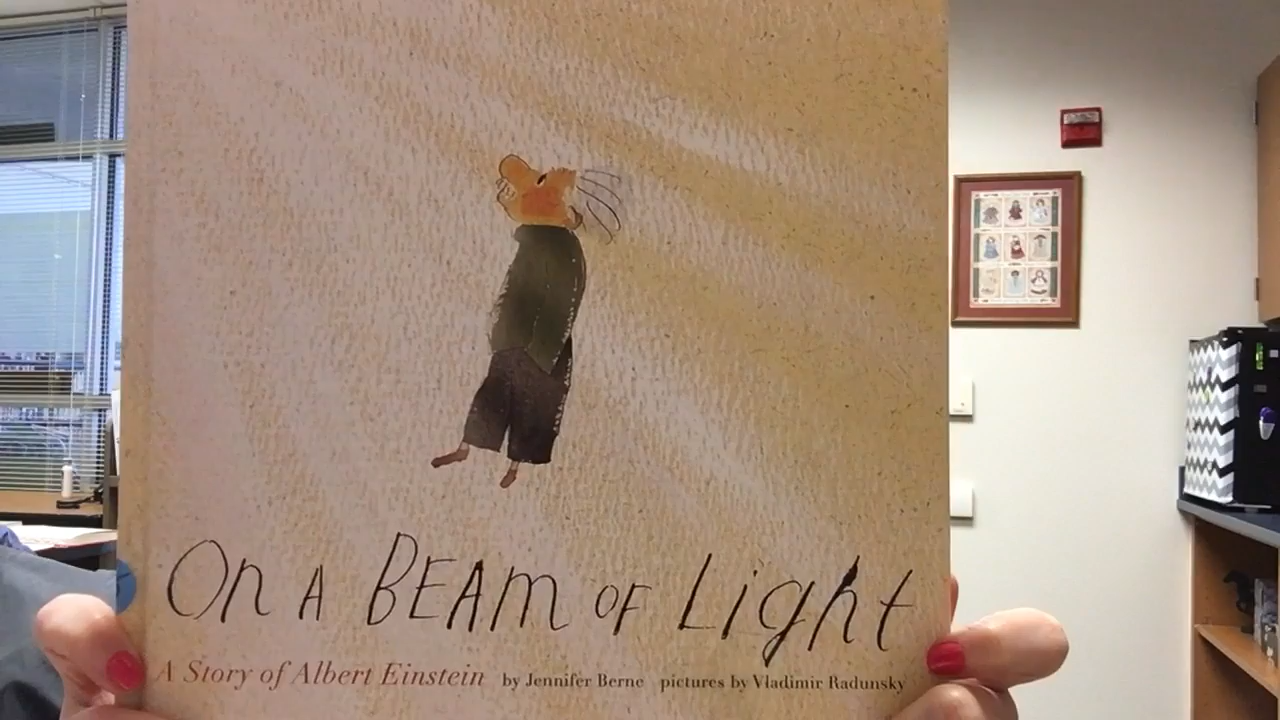 On A BEAM OF Light
A Story of Albert Einstein by Jennifer Berne pictures by Vladimir Radunsky